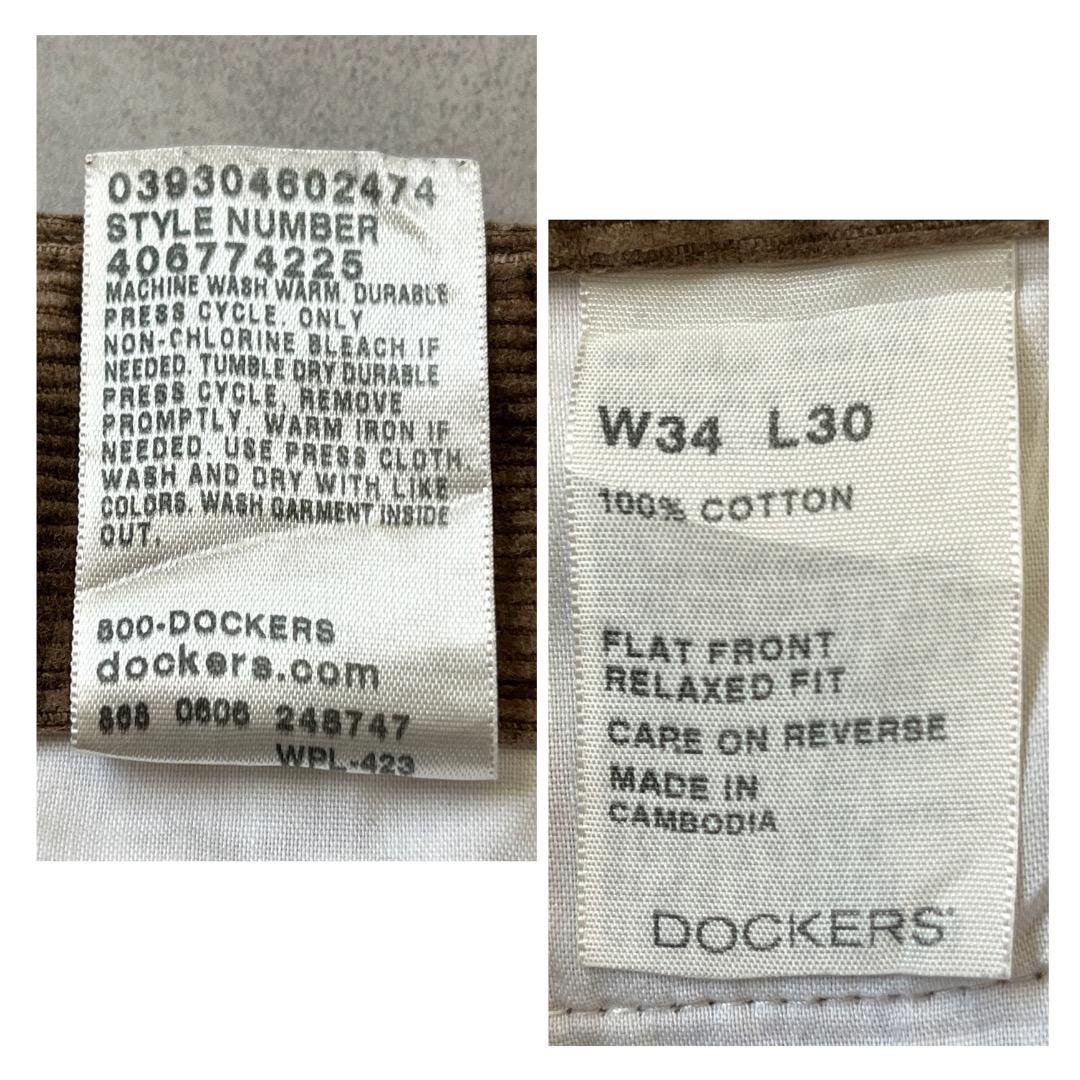 039304602474
STYLE NUMBER
406774225
MACHINE WASH WARM, DURABLE
PRESS CYCLE. ONLY
NON-CHLORINE BLEACH IF
NEEDED. TUMBLE DRY DURABLE
PRESS CYCLE, REMOVE
PROMPTLY, WARM IRON IF
NEEDED. USE PRESS CLOTH.
WASH AND DRY WITH LIKE
COLORS. WASH GARMENT INSIDE
OUT.
800-DOCKERS
dockers.com
868 0606 248747
WPL-423
W34 L30
100% COTTON
FLAT FRONT
RELAXED FIT
CARE ON REVERSE
MADE IN
CAMBODIA
DOCKERS®